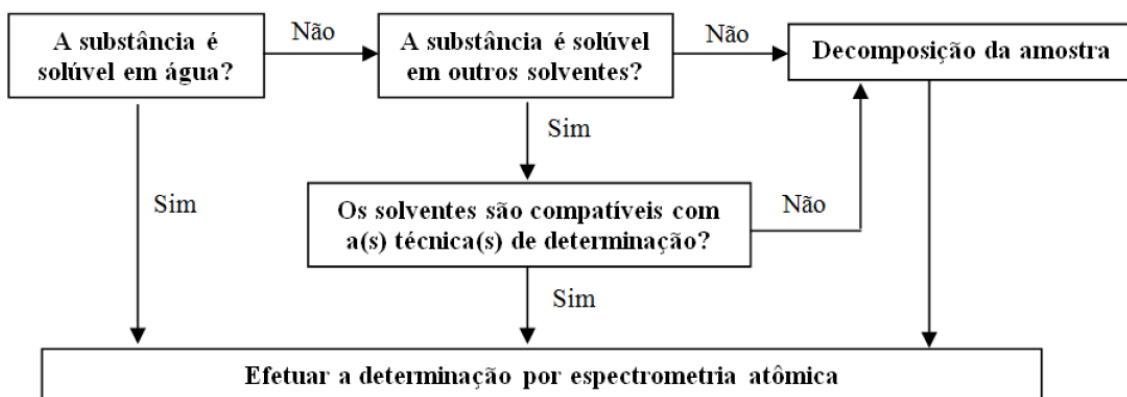 A substância é
solúvel em água?
Não
A substância é solúvel
em outros solventes?
Não
Decomposição da amostra
Sim
Sim
Os solventes são compatíveis com
a(s) técnica(s) de determinação?
Não
Sim
Efetuar a determinação por espectrometria atômica